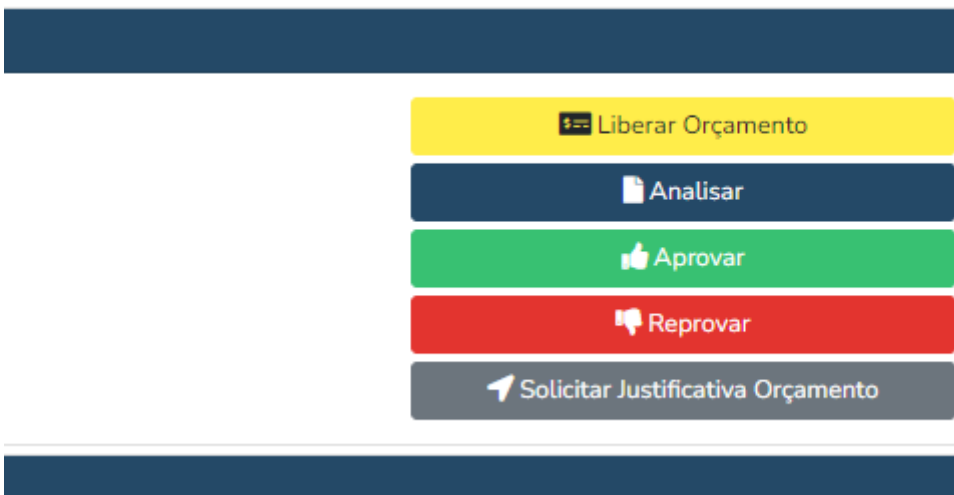 Liberar Orçamento
Analisar
Aprovar
Reprovar
Solicitar Justificativa Orçamento